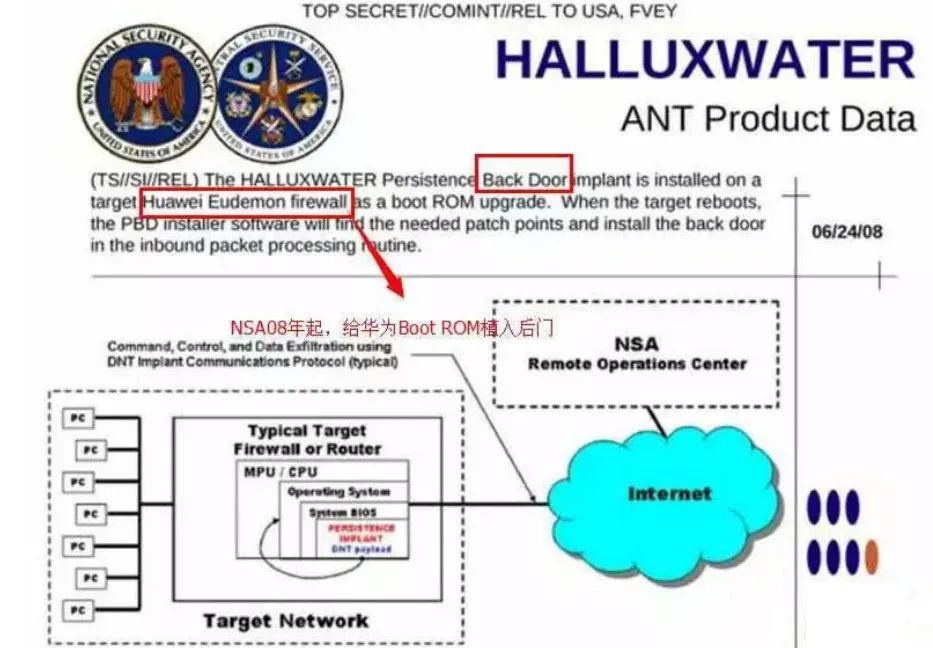 TOP SECRET//COMINT//REL TO USA, FVEY
NATIONAL SECURITY AGENCY
UNITED STATES OF AMERICA
CENTRAL SECURITY SERVICE
UNITED STATES OF AMERICA
HALLUXWATER
ANT Product Data
(TS//SI//REL) The HALLUXWATER Persistence Back Door implant is installed on a
target Huawei Eudemon firewall as a boot ROM upgrade. When the target reboots,
the PBD installer software will find the needed patch points and install the back door
in the inbound packet processing routine.
06/24/08
NSA08年起，给华为Boot ROM植入后门
Command, Control, and Data Exfiltration using
DNT Implant Communications Protocol (typical)
NSA
Remote Operations Center
PC
PC
PC
PC
PC
PC
PC
Typical Target
Firewall or Router
MPU / CPU
Operating System
System BIOS
PERSISTENCE
IMPLANT
DNT payload
Internet
Target Network